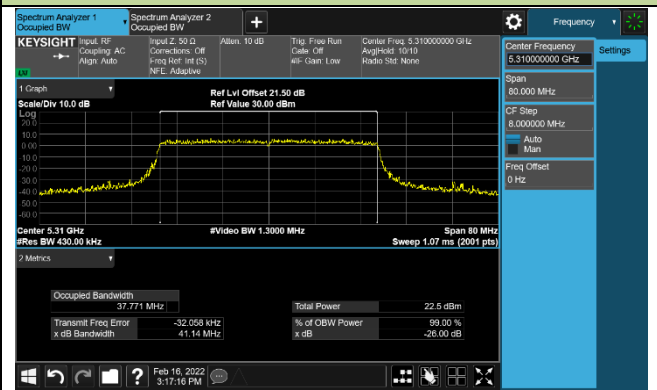 Spectrum Analyzer 1
Occupied BW
Spectrum Analyzer 2
Occupied BW
+
Frequency
KEYSIGHT
Input: RF
Coupling: AC
Align: Auto
Input Z: 50 Ω
Corrections: Off
Freq Ref: Int (S)
NFE: Adaptive
Atten: 10 dB
Trig: Free Run
Gate: Off
#IF Gain: Low
Center Freq: 5.310000000 GHz
Avg|Hold: 10/10
Radio Std: None
LXI
Center Frequency
5.310000000 GHz
Settings
Span
80.000 MHz
CF Step
8.000000 MHz
Auto
Man
Freq Offset
0 Hz
1 Graph
Scale/Div 10.0 dB
Ref Lvl Offset 21.50 dB
Ref Value 30.00 dBm
Log
20.0
10.0
0.00
-10.0
-20.0
-30.0
-40.0
-50.0
-60.0
Center 5.31 GHz
#Res BW 430.00 kHz
#Video BW 1.3000 MHz
Span 80 MHz
Sweep 1.07 ms (2001 pts)
2 Metrics
Occupied Bandwidth
37.771 MHz
Total Power 22.5 dBm
Transmit Freq Error -32.058 kHz
% of OBW Power 99.00 %
x dB Bandwidth 41.14 MHz
x dB -26.00 dB
?
Feb 16, 2022
3:17:16 PM